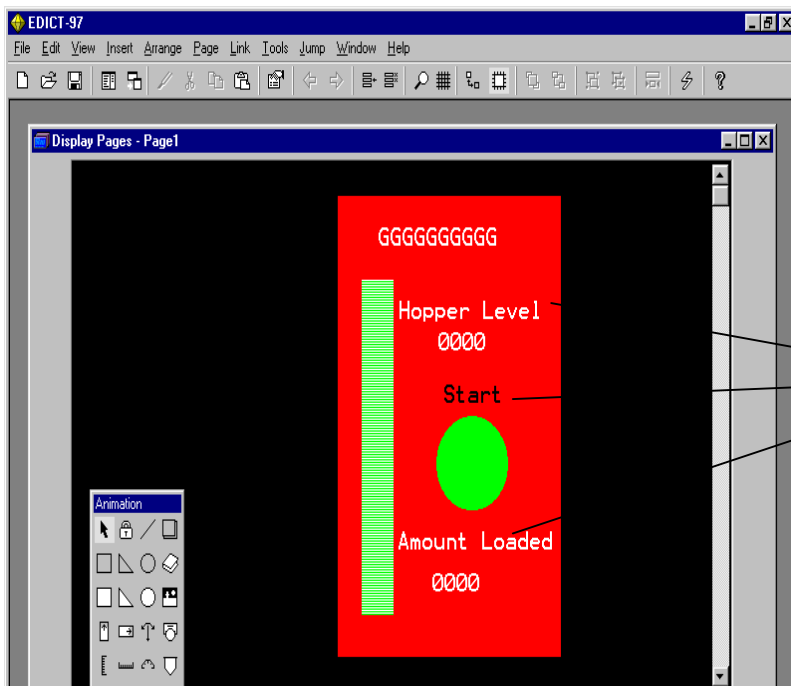 EDICT-97
File Edit View Insert Arrange Page Link Tools Jump Window Help
Display Pages - Page1
GGGGGGGGGG
Hopper Level
0000
Start
Amount Loaded
0000
Animation